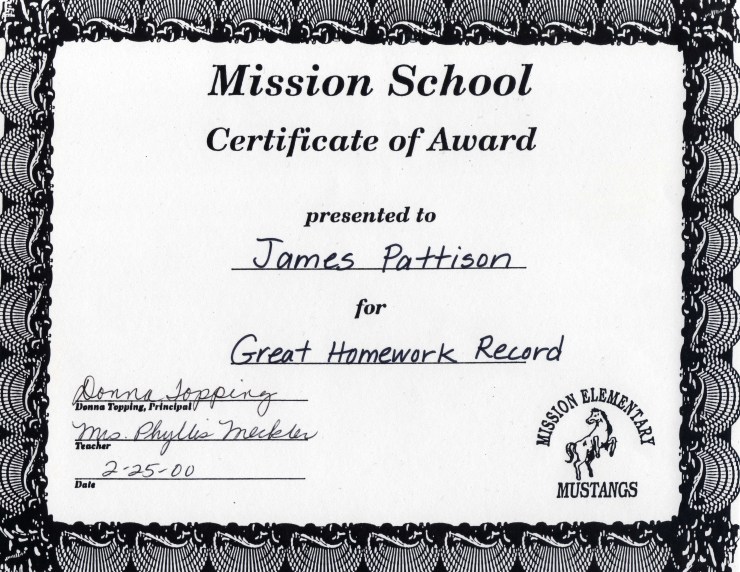 Mission School
Certificate of Award
presented to
James Pattison
for
Great Homework Record
Donna Topping
Donna Topping, Principal
Mrs. Phyllis Meckler
Teacher
2-25-00
Date
MISSION ELEMENTARY
MUSTANGS